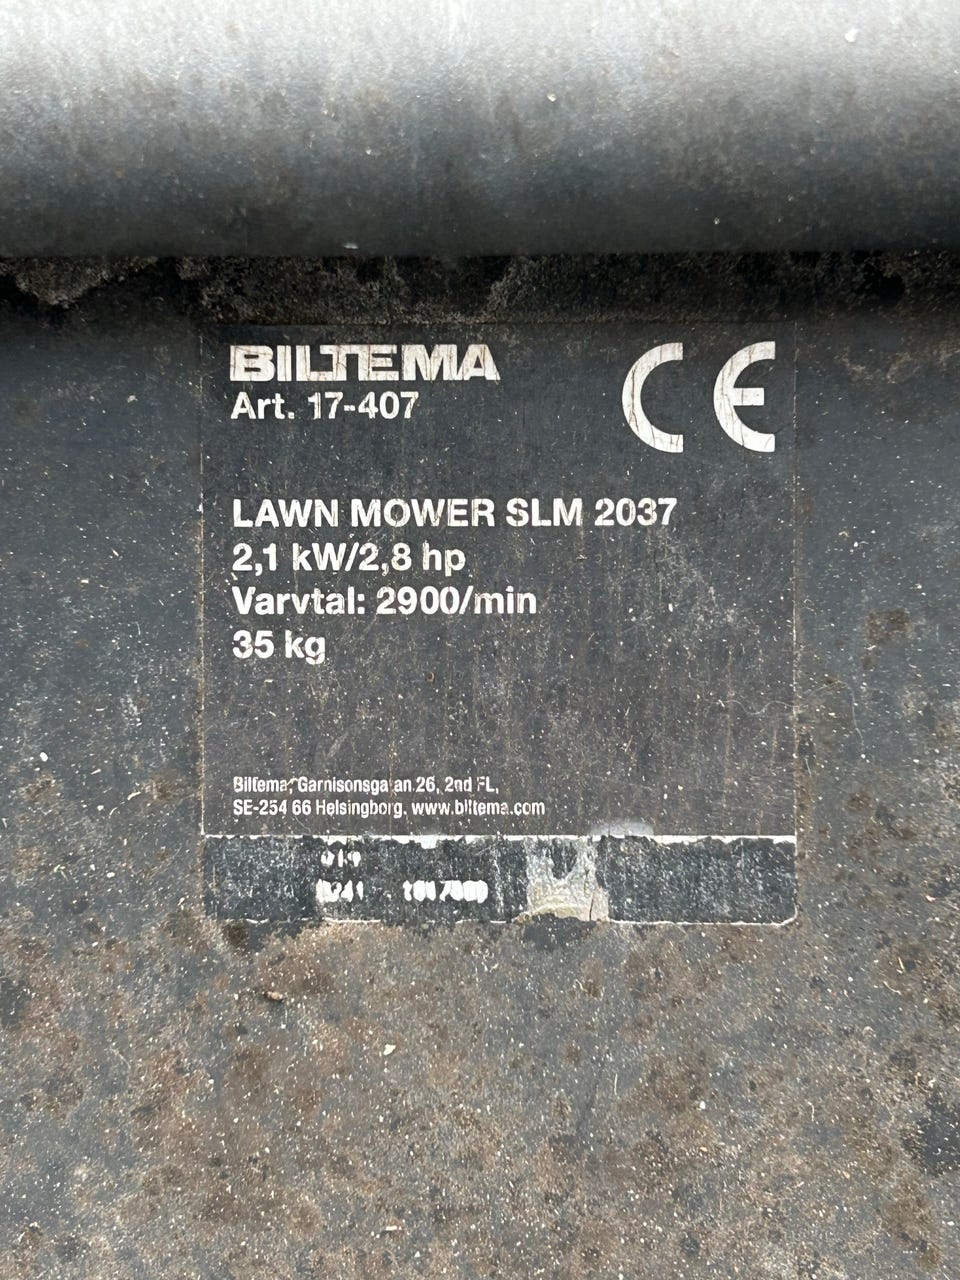 BILTEMA
Art. 17-407
CE
LAWN MOWER SLM 2037
2,1 kW/2,8 hp
Varvtal: 2900/min
35 kg
Biltema, Garnisonsgatan 26, 2nd FL,
SE-254 66 Helsingborg. www.biltema.com